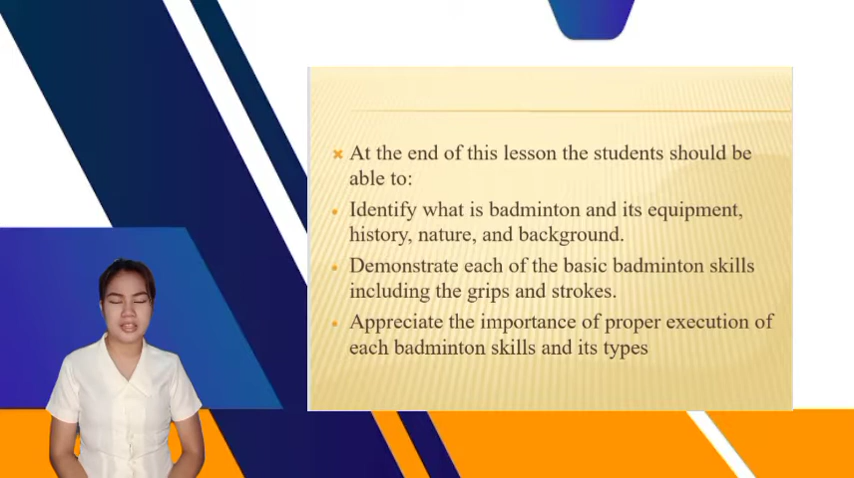 At the end of this lesson the students should be
able to:
Identify what is badminton and its equipment,
history, nature, and background.
Demonstrate each of the basic badminton skills
including the grips and strokes.
Appreciate the importance of proper execution of
each badminton skills and its types